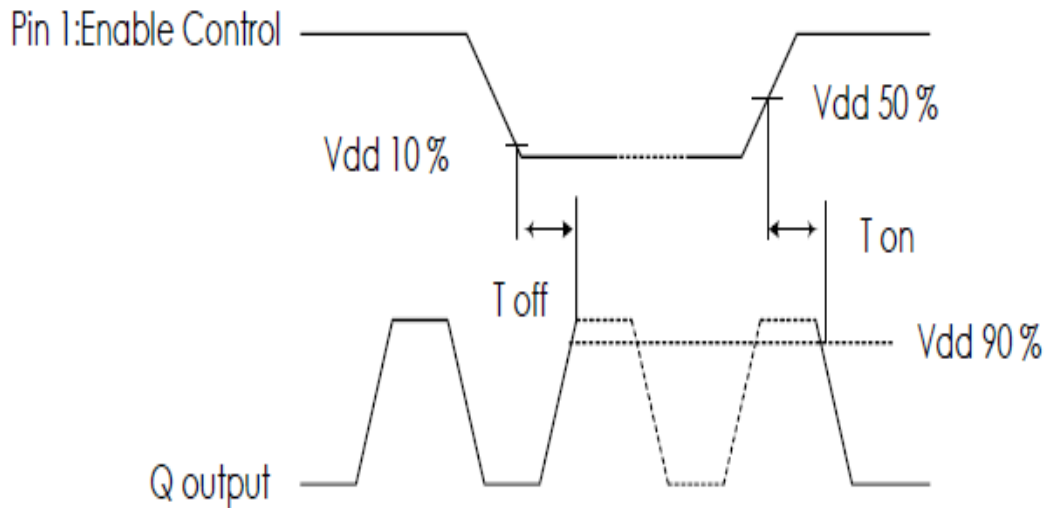 Pin 1:Enable Control
Vdd 50 %
Vdd 10 %
T on
T off
Vdd 90 %
Q output